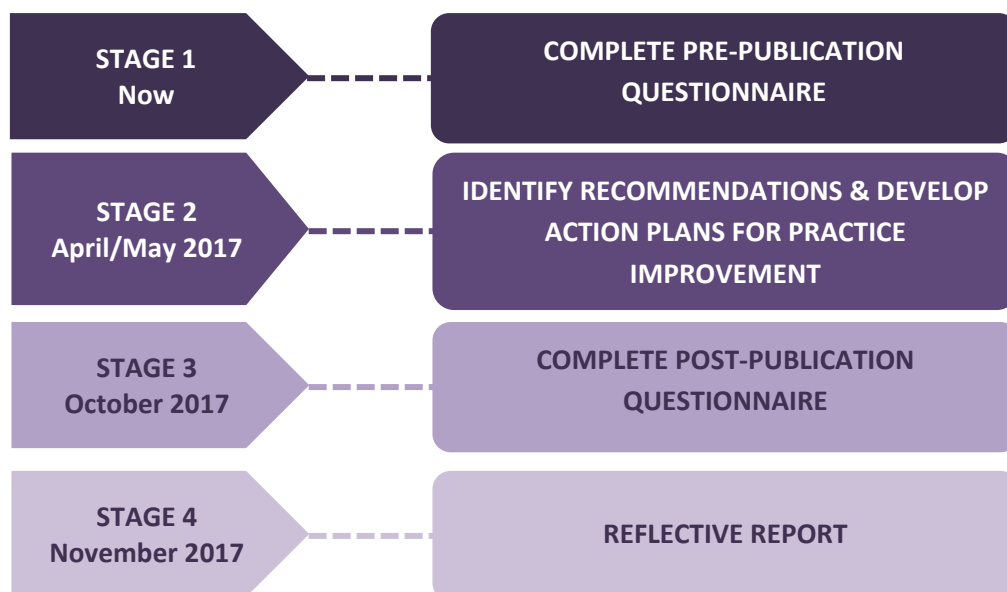 STAGE 1
Now
COMPLETE PRE-PUBLICATION
QUESTIONNAIRE
STAGE 2
April/May 2017
IDENTIFY RECOMMENDATIONS & DEVELOP
ACTION PLANS FOR PRACTICE
IMPROVEMENT
STAGE 3
October 2017
COMPLETE POST-PUBLICATION
QUESTIONNAIRE
STAGE 4
November 2017
REFLECTIVE REPORT